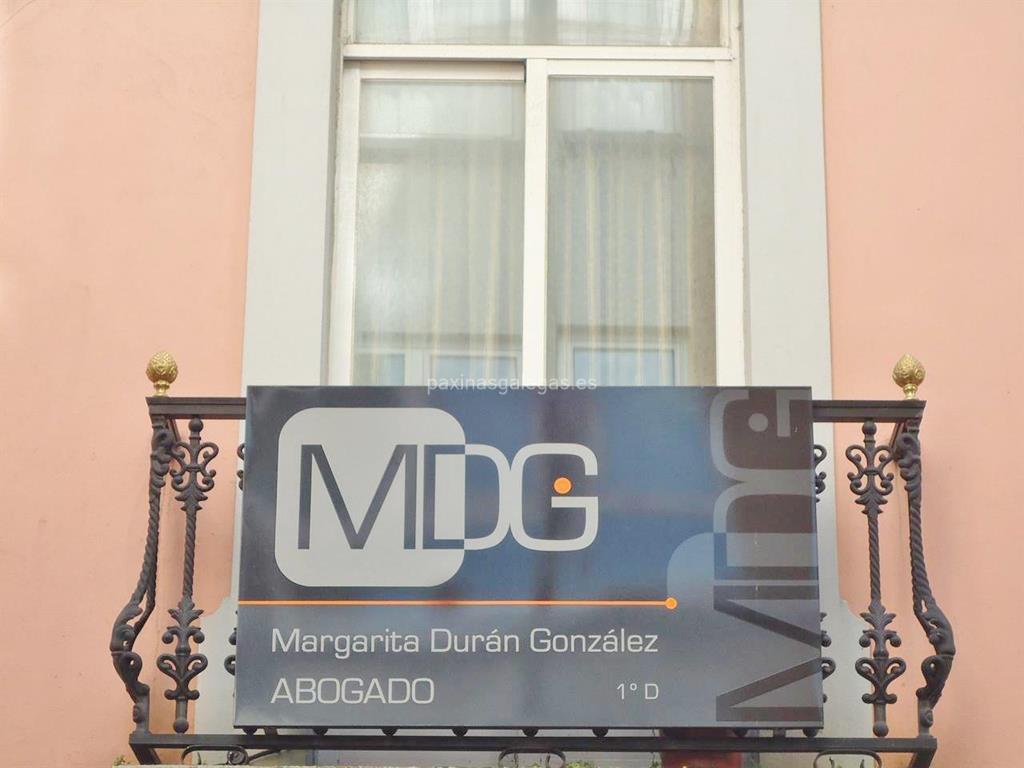 paxinasgalegas.es
MDG
MDG
Margarita Durán González
ABOGADO 1º D